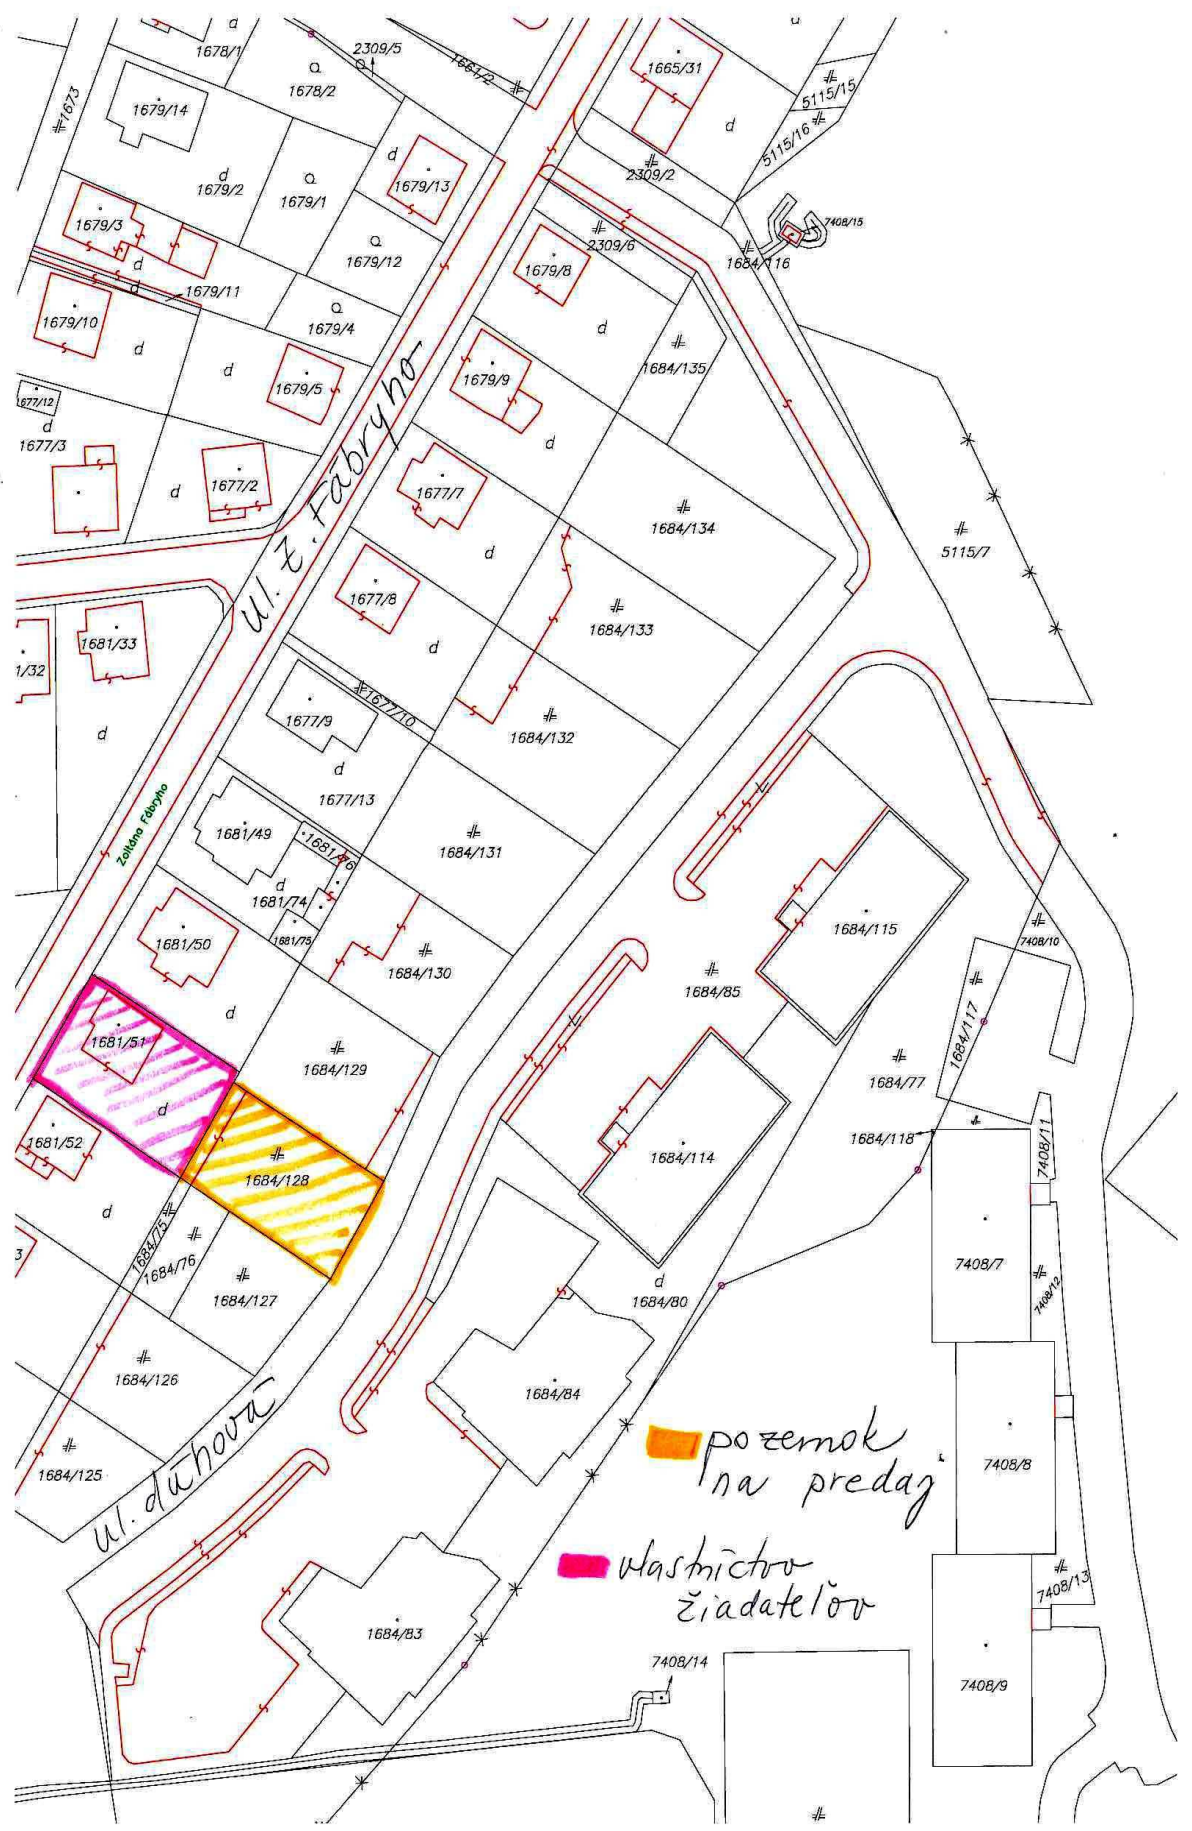 1678/1
d
2309/5
1661/2
1665/31
d
5115/15
1673
1679/14
1678/2
d
5115/16
d
1679/2
1679/1
1679/13
2309/2
7408/15
1679/3
1679/12
2309/6
1684/116
d
d
1679/11
1679/8
1679/10
1679/4
d
d
d
1679/5
1679/9
1684/135
677/12
d
1677/3
d
1677/2
d
1677/7
1684/134
5115/7
ul. Z. Fábryho
d
1677/8
1684/133
1681/33
1/32
d
1677/10
1677/9
1684/132
d
d
1677/13
Zoltána Fábryho
1681/49
1681/76
1684/131
d
1681/74
1681/75
1681/50
1684/130
1684/115
7408/10
1684/85
d
1684/117
1681/51
1684/129
1684/77
d
1684/118
7408/11
1681/52
1684/128
1684/114
d
1684/75
1684/76
3
1684/127
d
1684/80
7408/7
7408/12
1684/126
1684/84
1684/125
ul. dúhová
pozemok
na predaj
7408/8
vlastníctvo
žiadateľov
7408/13
1684/83
7408/14
7408/9